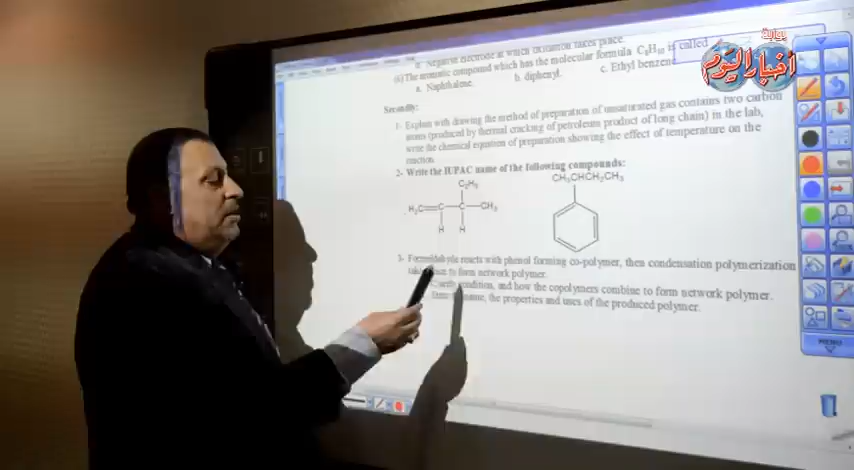 بوابة
أخبار اليوم
a. Negative electrode at which oxidation takes place.
(6) The aromatic compound which has the molecular formula C₈H₁₀ is called
a. Naphthalene. b. diphenyl. c. Ethyl benzene
Secondly:
1- Explain with drawing the method of preparation of unsaturated gas contains two carbon
atoms (produced by thermal cracking of petroleum product of long chain) in the lab,
write the chemical equation of preparation showing the effect of temperature on the
reaction.
2- Write the IUPAC name of the following compounds:
C₂H₅ CH₃CHCH₂CH₃
H₂C C C CH₃
H H
3- Formaldehyde reacts with phenol forming co-polymer, then condensation polymerization
place to form network polymer.
condition, and how the copolymers combine to form network polymer.
name, the properties and uses of the produced polymer.
MENU